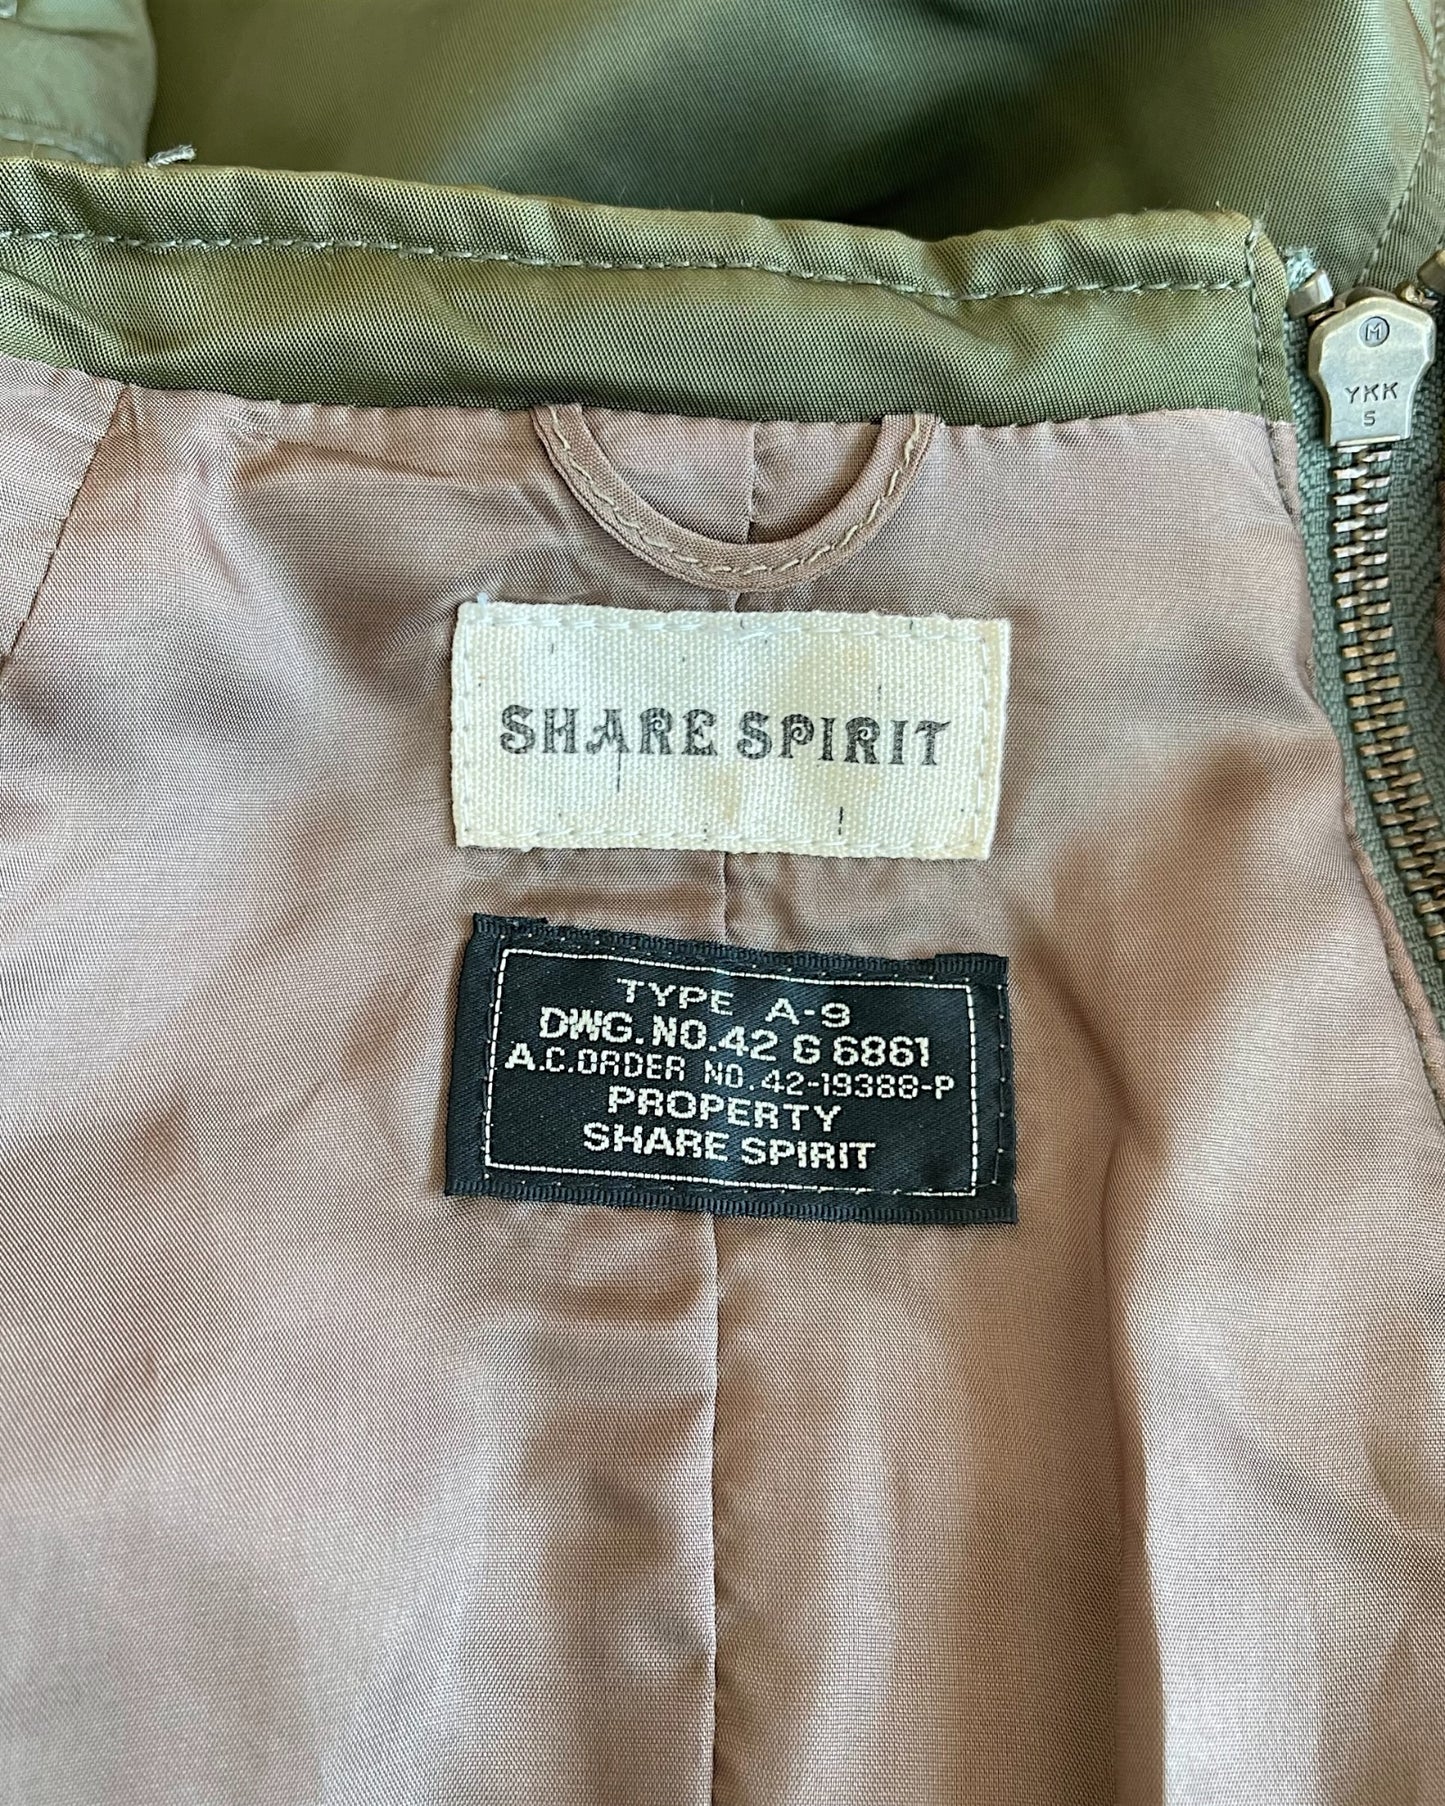 M
YKK
5
SHARE SPIRIT
TYPE A-9
DWG.NO.42 G 6861
A.C.ORDER NO.42-19388-P
PROPERTY
SHARE SPIRIT